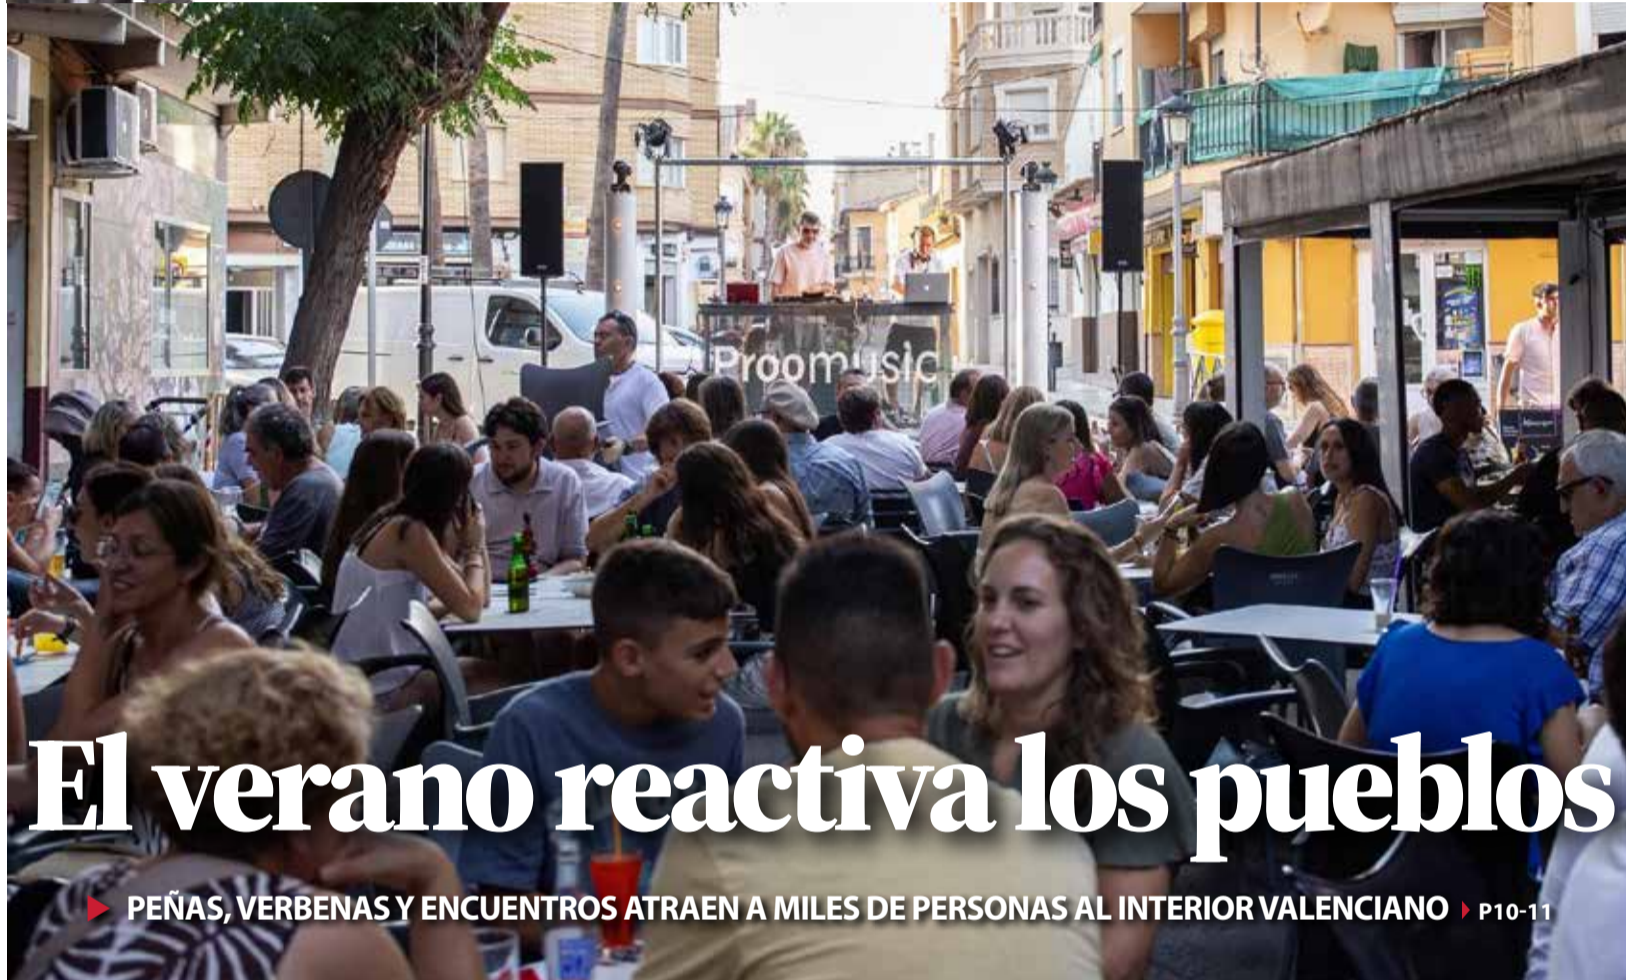 Proomusic
El verano reactiva los pueblos
PEÑAS, VERBENAS Y ENCUENTROS ATRAEN A MILES DE PERSONAS AL INTERIOR VALENCIANO P10-11